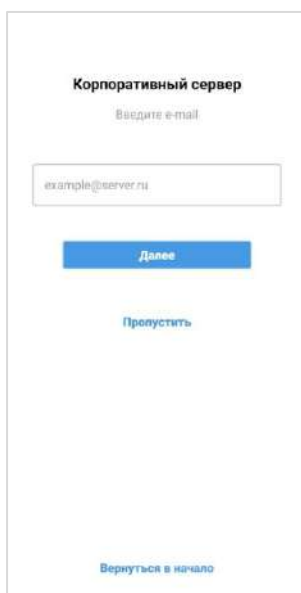 Корпоративный сервер
Введите e-mail
example@server.ru
Далее
Пропустить
Вернуться в начало